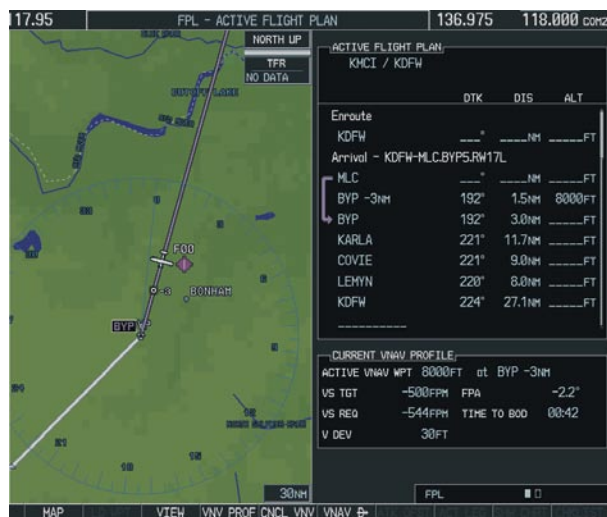 117.95 FPL - ACTIVE FLIGHT PLAN 136.975 118.000 COM2
NORTH UP
TFR
NO DATA
F00
-3
BONHAM
BYP
30NM
ACTIVE FLIGHT PLAN
KMCI / KDFW
DTK DIS ALT
Enroute
KDFW ___° ____NM _____FT
Arrival - KDFW-MLC.BYP5.RW17L
MLC ___° ____NM _____FT
BYP -3NM 192° 1.5NM 8000FT
BYP 192° 3.0NM _____FT
KARLA 221° 11.7NM _____FT
COVIE 221° 9.0NM _____FT
LEMYN 220° 8.0NM _____FT
KDFW 224° 27.1NM _____FT
__________
CURRENT VNAV PROFILE
ACTIVE VNAV WPT 8000FT at BYP -3NM
VS TGT -500FPM FPA -2.2°
VS REQ -544FPM TIME TO BOD 00:42
V DEV 30FT
FPL
MAP VIEW VNV PROF CNCL VNV VNAV